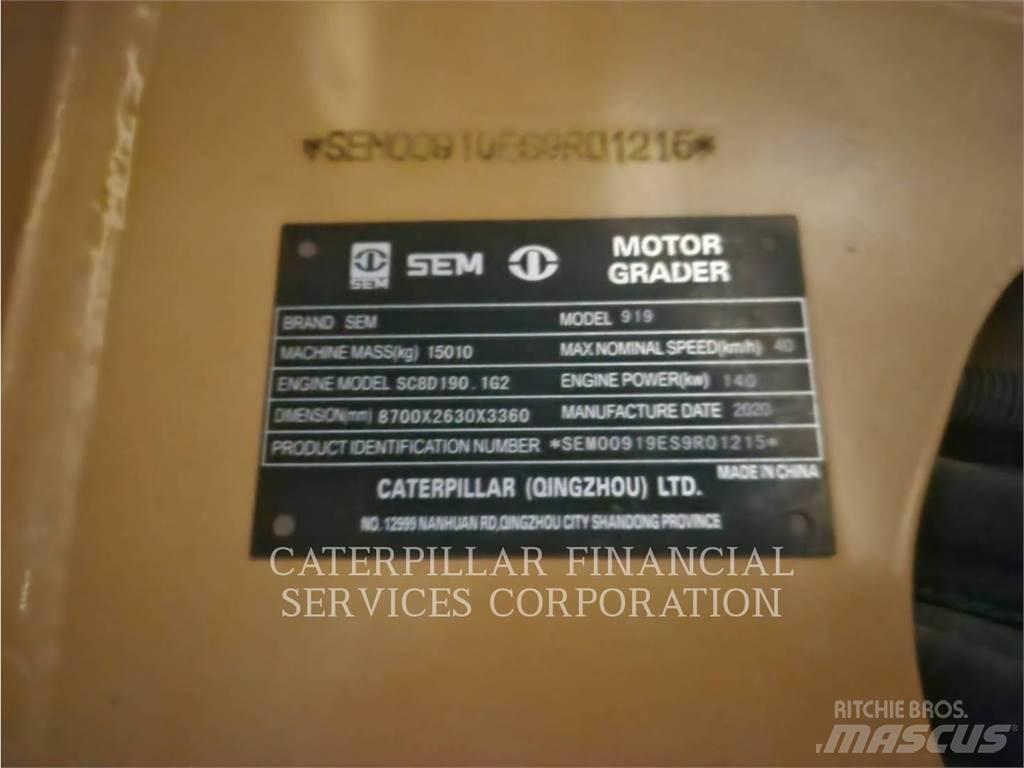 *SEM00919ES9R01215*
SEM SEM MOTOR GRADER
BRAND SEM MODEL 919
MACHINE MASS(kg) 15010 MAX NOMINAL SPEED(km/h) 40
ENGINE MODEL SC8D190.1G2 ENGINE POWER(kw) 140
DIMENSION(mm) 8700X2630X3360 MANUFACTURE DATE 2020
PRODUCT IDENTIFICATION NUMBER *SEM00919ES9R01215*
MADE IN CHINA
CATERPILLAR (QINGZHOU) LTD.
NO. 12999 NANHUAN RD,QINGZHOU CITY SHANDONG PROVINCE
CATERPILLAR FINANCIAL
SERVICES CORPORATION
RITCHIE BROS.
MASCUS